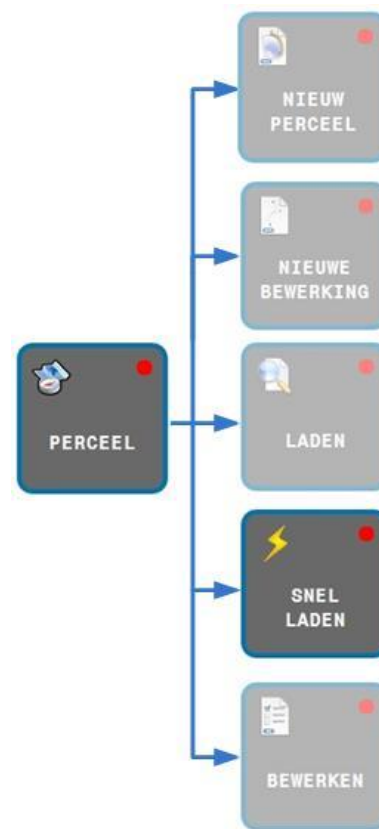 NIEUW
PERCEEL
NIEUWE
BEWERKING
PERCEEL
LADEN
SNEL
LADEN
BEWERKEN